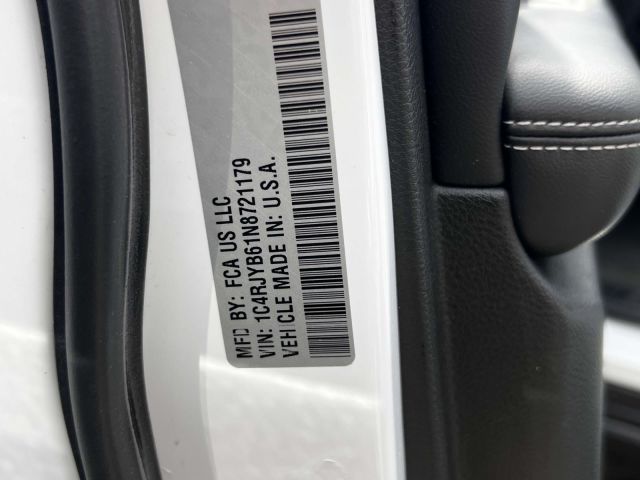 MFD BY: FCA US LLC
VIN: 1C4RJYB61N8721179
VEHICLE MADE IN: U.S.A.